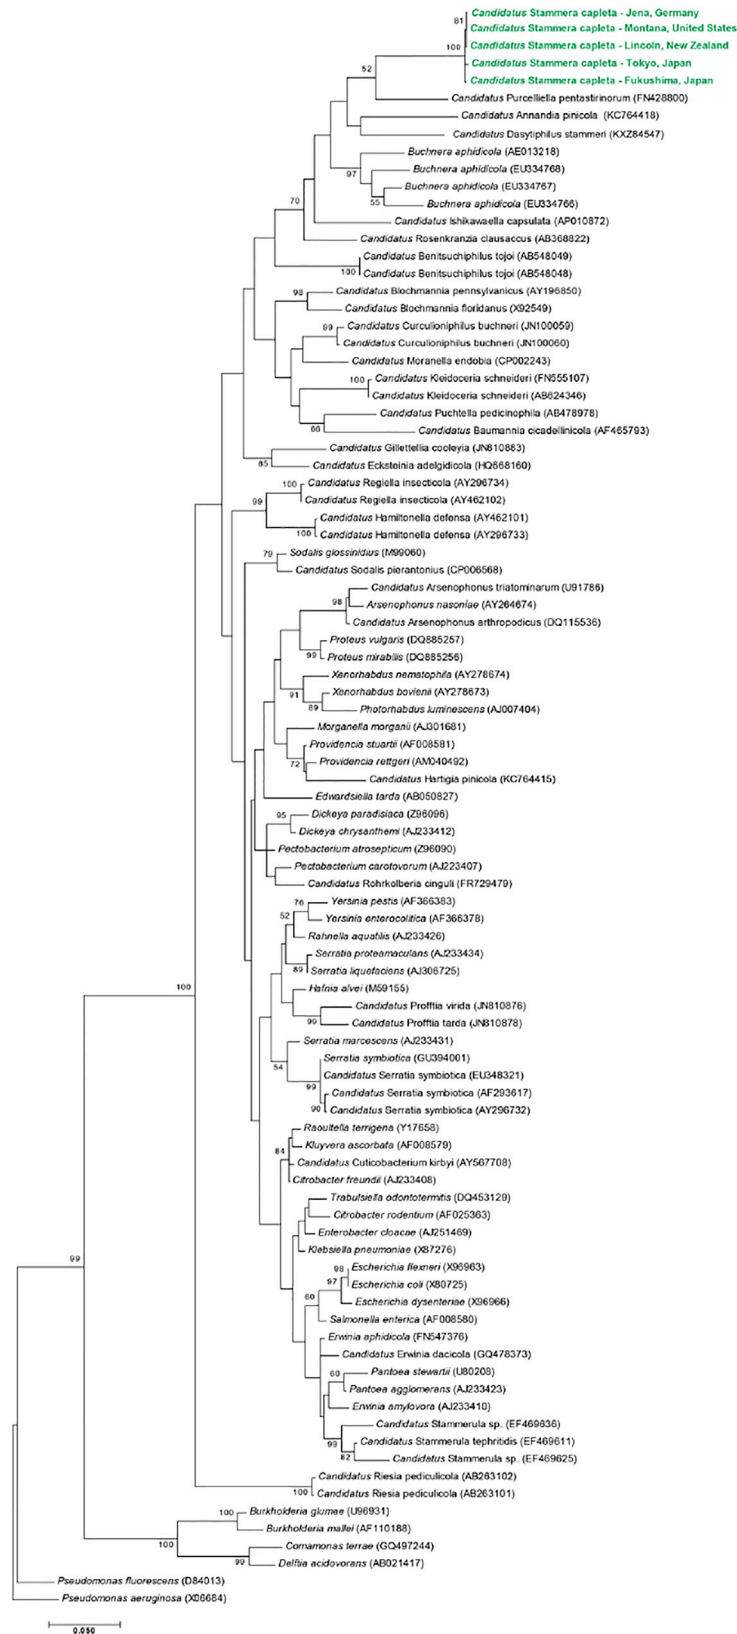 Candidatus Stammera capleta - Jena, Germany
81
Candidatus Stammera capleta - Montana, United States
100
Candidatus Stammera capleta - Lincoln, New Zealand
Candidatus Stammera capleta - Tokyo, Japan
52
Candidatus Stammera capleta - Fukushima, Japan
Candidatus Purcelliella pentastirinorum (FN428800)
Candidatus Annandia pinicola (KC764418)
Candidatus Dasytiphilus stammeri (KXZ84547)
Buchnera aphidicola (AE013218)
97
Buchnera aphidicola (EU334768)
Buchnera aphidicola (EU334767)
55
Buchnera aphidicola (EU334766)
70
Candidatus Ishikawaella capsulata (AP010872)
Candidatus Rosenkranzia clausaccus (AB368822)
Candidatus Benitsuchiphilus tojoi (AB548049)
100
Candidatus Benitsuchiphilus tojoi (AB548048)
98
Candidatus Blochmannia pennsylvanicus (AY196850)
Candidatus Blochmannia floridanus (X92549)
99
Candidatus Curculioniphilus buchneri (JN100059)
Candidatus Curculioniphilus buchneri (JN100060)
Candidatus Moranella endobia (CP002243)
100
Candidatus Kleidoceria schneideri (FN555107)
Candidatus Kleidoceria schneideri (AB624346)
Candidatus Puchtella pedicinophila (AB478978)
66
Candidatus Baumannia cicadellinicola (AF465793)
Candidatus Gillettellia cooleyia (JN810883)
85
Candidatus Ecksteinia adelgidicola (HQ668160)
100
Candidatus Regiella insecticola (AY296734)
99
Candidatus Regiella insecticola (AY462102)
Candidatus Hamiltonella defensa (AY462101)
100
Candidatus Hamiltonella defensa (AY296733)
79
Sodalis glossinidius (M99060)
Candidatus Sodalis pierantonius (CP006568)
Candidatus Arsenophonus triatominarum (U91786)
98
Arsenophonus nasoniae (AY264674)
Candidatus Arsenophonus arthropodicus (DQ115536)
Proteus vulgaris (DQ885257)
99
Proteus mirabilis (DQ885256)
Xenorhabdus nematophila (AY278674)
91
Xenorhabdus bovienii (AY278673)
89
Photorhabdus luminescens (AJ007404)
Morganella morganii (AJ301681)
Providencia stuartii (AF008581)
72
Providencia rettgeri (AM040492)
Candidatus Hartigia pinicola (KC764415)
Edwardsiella tarda (AB050827)
95
Dickeya paradisiaca (Z96096)
Dickeya chrysanthemi (AJ233412)
Pectobacterium atrosepticum (Z96090)
Pectobacterium carotovorum (AJ223407)
Candidatus Rohrkolberia cinguli (FR729479)
76
Yersinia pestis (AF366383)
52
Yersinia enterocolitica (AF366378)
Rahnella aquatilis (AJ233426)
Serratia proteamaculans (AJ233434)
89
Serratia liquefaciens (AJ306725)
Hafnia alvei (M59155)
100
Candidatus Profftia virida (JN810876)
99
Candidatus Profftia tarda (JN810878)
Serratia marcescens (AJ233431)
54
Serratia symbiotica (GU394001)
Candidatus Serratia symbiotica (EU348321)
99
Candidatus Serratia symbiotica (AF293617)
90
Candidatus Serratia symbiotica (AY296732)
Raoultella terrigena (Y17658)
Kluyvera ascorbata (AF008579)
84
Candidatus Cuticobacterium kirbyi (AY567708)
Citrobacter freundii (AJ233408)
Trabulsiella odontotermitis (DQ453129)
Citrobacter rodentium (AF025363)
Enterobacter cloacae (AJ251469)
Klebsiella pneumoniae (X87276)
99
98
Escherichia flexneri (X96963)
97
Escherichia coli (X80725)
60
Escherichia dysenteriae (X96966)
Salmonella enterica (AF008580)
Erwinia aphidicola (FN547376)
Candidatus Erwinia dacicola (GQ478373)
60
Pantoea stewartii (U80208)
Pantoea agglomerans (AJ233423)
Erwinia amylovora (AJ233410)
Candidatus Stammerula sp. (EF469636)
99
Candidatus Stammerula tephritidis (EF469611)
82
Candidatus Stammerula sp. (EF469625)
Candidatus Riesia pediculicola (AB263102)
100
Candidatus Riesia pediculicola (AB263101)
100
Burkholderia glumae (U96931)
Burkholderia mallei (AF110188)
100
Comamonas terrae (GQ497244)
99
Delftia acidovorans (AB021417)
Pseudomonas fluorescens (D84013)
Pseudomonas aeruginosa (X06684)
0.050